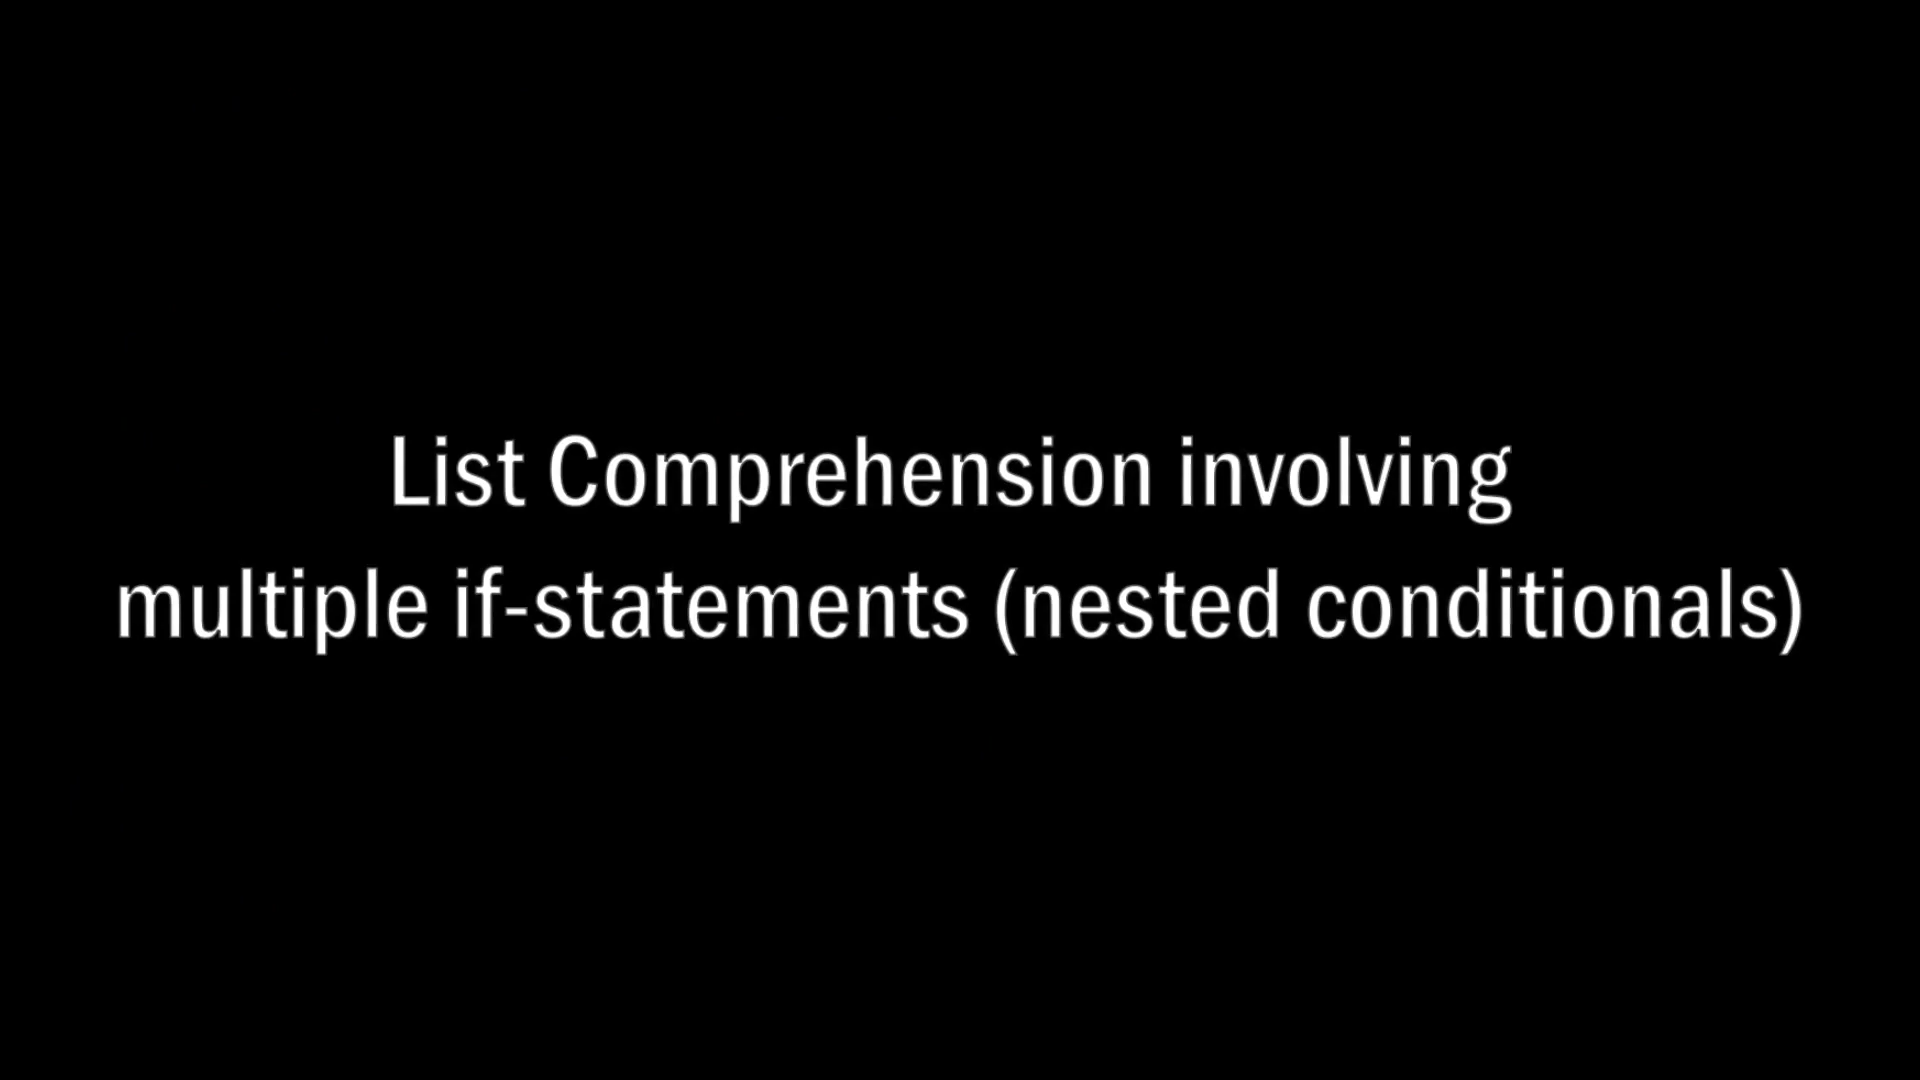 List Comprehension involving
multiple if-statements (nested conditionals)